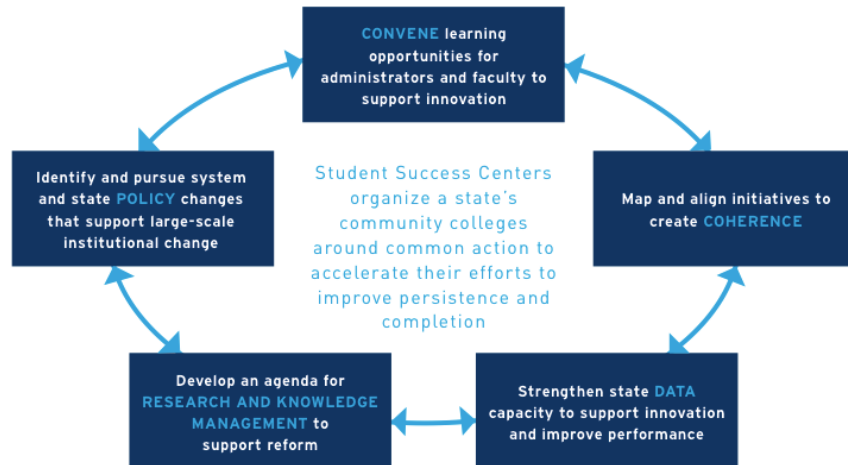 CONVENE learning
opportunities for
administrators and faculty to
support innovation
Identify and pursue system
and state POLICY changes
that support large-scale
institutional change
Student Success Centers
organize a state's
community colleges
around common action to
accelerate their efforts to
improve persistence and
completion
Map and align initiatives to
create COHERENCE
Develop an agenda for
RESEARCH AND KNOWLEDGE
MANAGEMENT to
support reform
Strengthen state DATA
capacity to support innovation
and improve performance